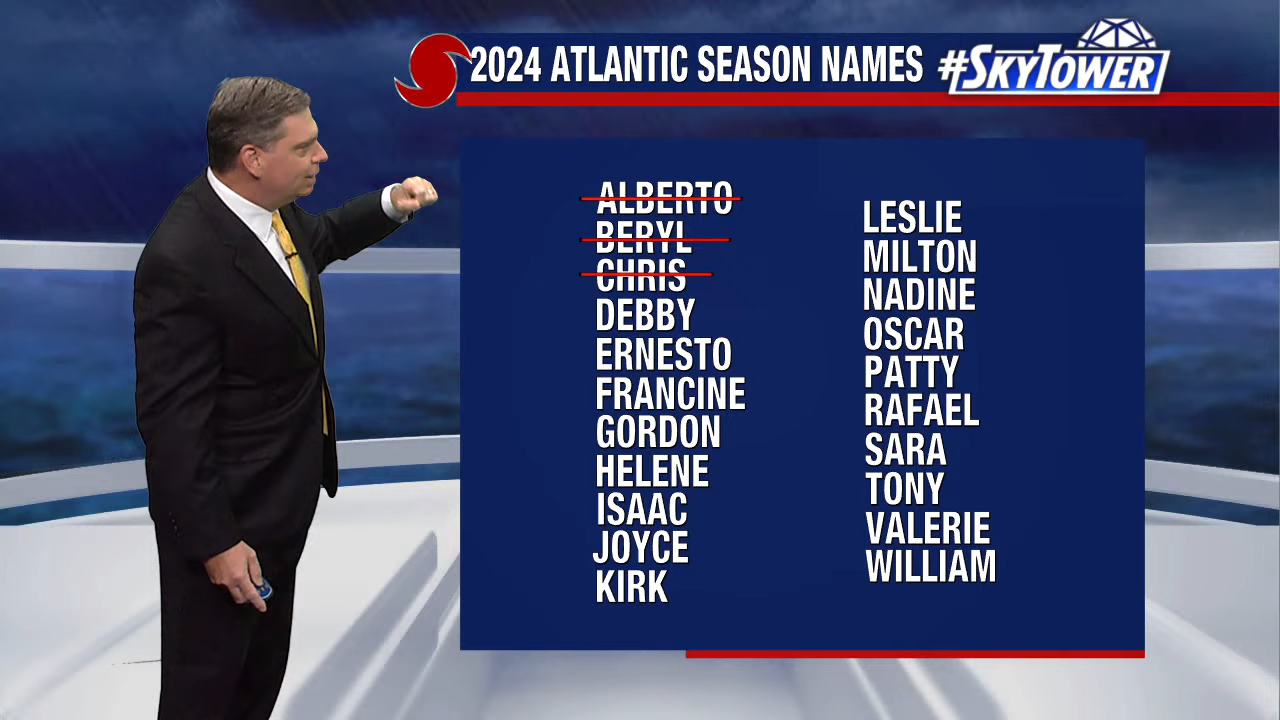 2024 ATLANTIC SEASON NAMES
#SKYTOWER
ALBERTO
BERYL
CHRIS
DEBBY
ERNESTO
FRANCINE
GORDON
HELENE
ISAAC
JOYCE
KIRK
LESLIE
MILTON
NADINE
OSCAR
PATTY
RAFAEL
SARA
TONY
VALERIE
WILLIAM